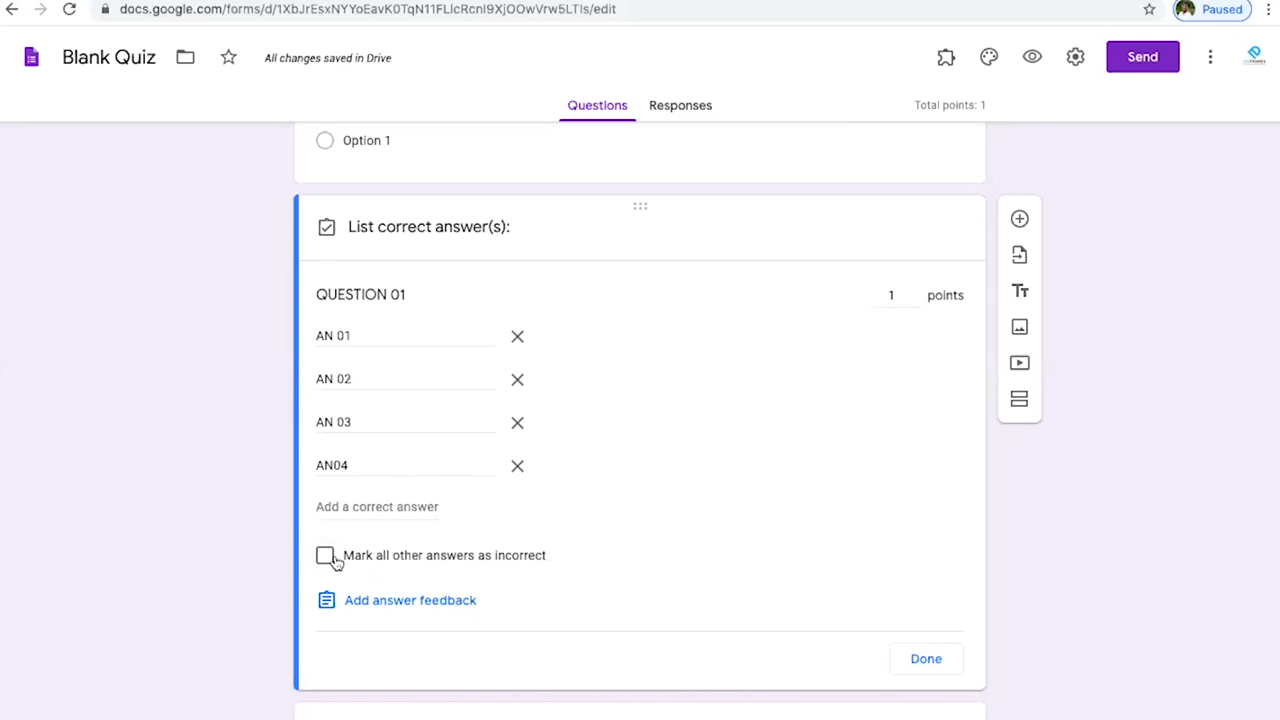 docs.google.com/forms/d/1XbJrEsxNYYoEavK0TqN11FLIcRcnI9XjOOwVrw5LTIs/edit
Paused
Blank Quiz
All changes saved in Drive
Send
Questions
Responses
Total points: 1
Option 1
List correct answer(s):
QUESTION 01
1 points
AN 01
AN 02
AN 03
AN04
Add a correct answer
Mark all other answers as incorrect
Add answer feedback
Done
Tт